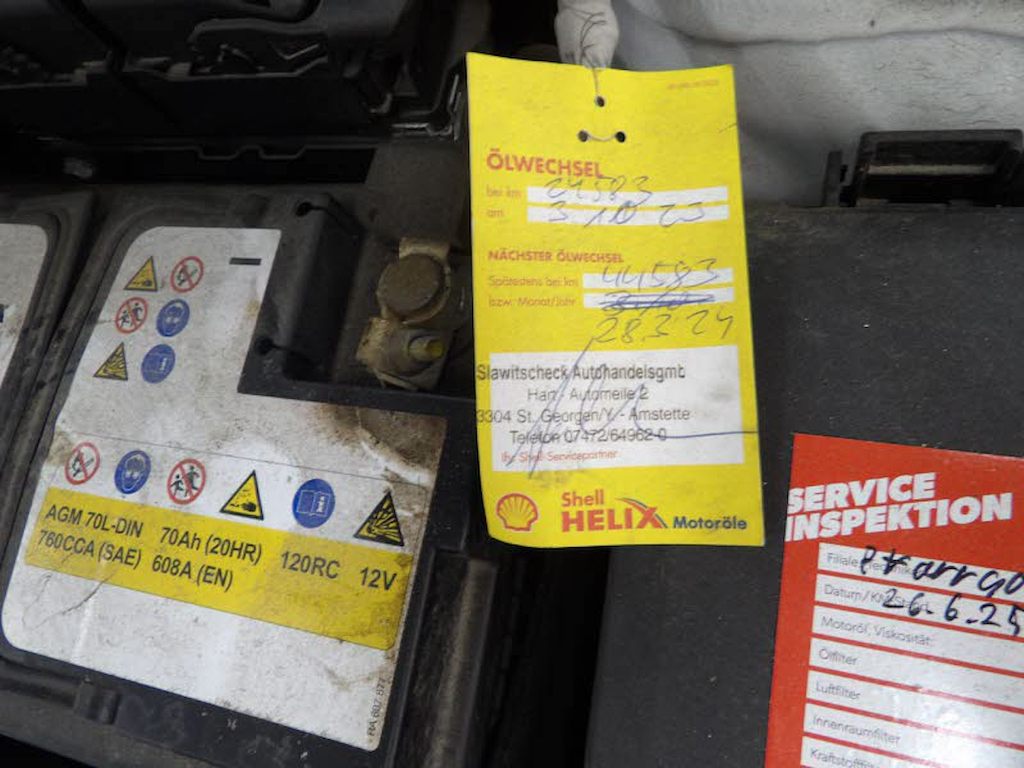 ÖLWECHSEL
bei km 24583
am 3 10 23
NÄCHSTER ÖLWECHSEL
Spätestens bei km 44583
bzw. Monat/Jahr
28.3.24
Slawitscheck Autohandelsgmb
Hart - Automeile 2
3304 St. Georgen/Y. - Amstette
Telefon 07472/64962-0
Ihr Shell-Servicepartner
Shell
HELIX Motoröle
AGM 70L-DIN 70Ah (20HR) 120RC 12V
760CCA (SAE) 608A (EN)
SERVICE
INSPEKTION
Filiale
Datum/KM 26.6.25
Motoröl, Viskosität:
Ölfilter
Luftfilter
Innenraumfilter